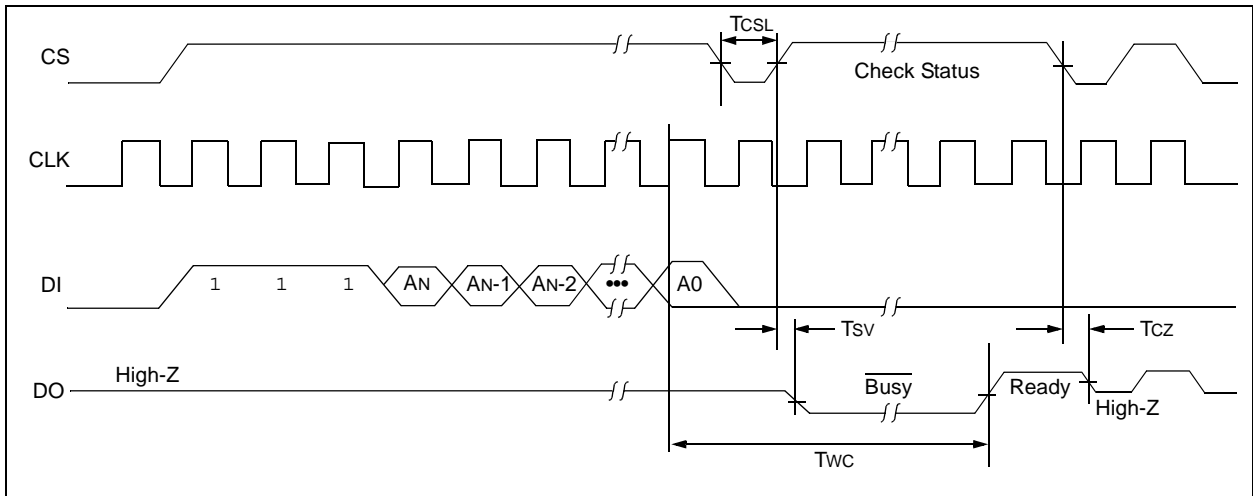 TCSL
CS
Check Status
CLK
DI
1 1 1 AN AN-1 AN-2 ••• A0
TSV
TCZ
High-Z
DO
Busy
Ready
High-Z
TWC